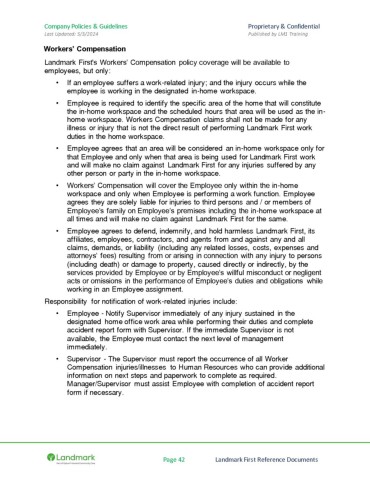 Company Policies & Guidelines Proprietary & Confidential
Last Updated: 5/3/2014 Published by LM1 Training
Workers' Compensation
Landmark First's Workers' Compensation policy coverage will be available to
employees, but only:
• If an employee suffers a work-related injury; and the injury occurs while the
employee is working in the designated in-home workspace.
• Employee is required to identify the specific area of the home that will constitute
the in-home workspace and the scheduled hours that area will be used as the in-
home workspace. Workers Compensation claims shall not be made for any
illness or injury that is not the direct result of performing Landmark First work
duties in the home workspace.
• Employee agrees that an area will be considered an in-home workspace only for
that Employee and only when that area is being used for Landmark First work
and will make no claim against Landmark First for any injuries suffered by any
other person or party in the in-home workspace.
• Workers' Compensation will cover the Employee only within the in-home
workspace and only when Employee is performing a work function. Employee
agrees they are solely liable for injuries to third persons and / or members of
Employee's family on Employee's premises including the in-home workspace at
all times and will make no claim against Landmark First for the same.
• Employee agrees to defend, indemnify, and hold harmless Landmark First, its
affiliates, employees, contractors, and agents from and against any and all
claims, demands, or liability (including any related losses, costs, expenses and
attorneys' fees) resulting from or arising in connection with any injury to persons
(including death) or damage to property, caused directly or indirectly, by the
services provided by Employee or by Employee's willful misconduct or negligent
acts or omissions in the performance of Employee's duties and obligations while
working in an Employee assignment.
Responsibility for notification of work-related injuries include:
• Employee - Notify Supervisor immediately of any injury sustained in the
designated home office work area while performing their duties and complete
accident report form with Supervisor. If the immediate Supervisor is not
available, the Employee must contact the next level of management
immediately.
• Supervisor - The Supervisor must report the occurrence of all Worker
Compensation injuries/illnesses to Human Resources who can provide additional
information on next steps and paperwork to complete as required.
Manager/Supervisor must assist Employee with completion of accident report
form if necessary.
Landmark Page 42 Landmark First Reference Documents